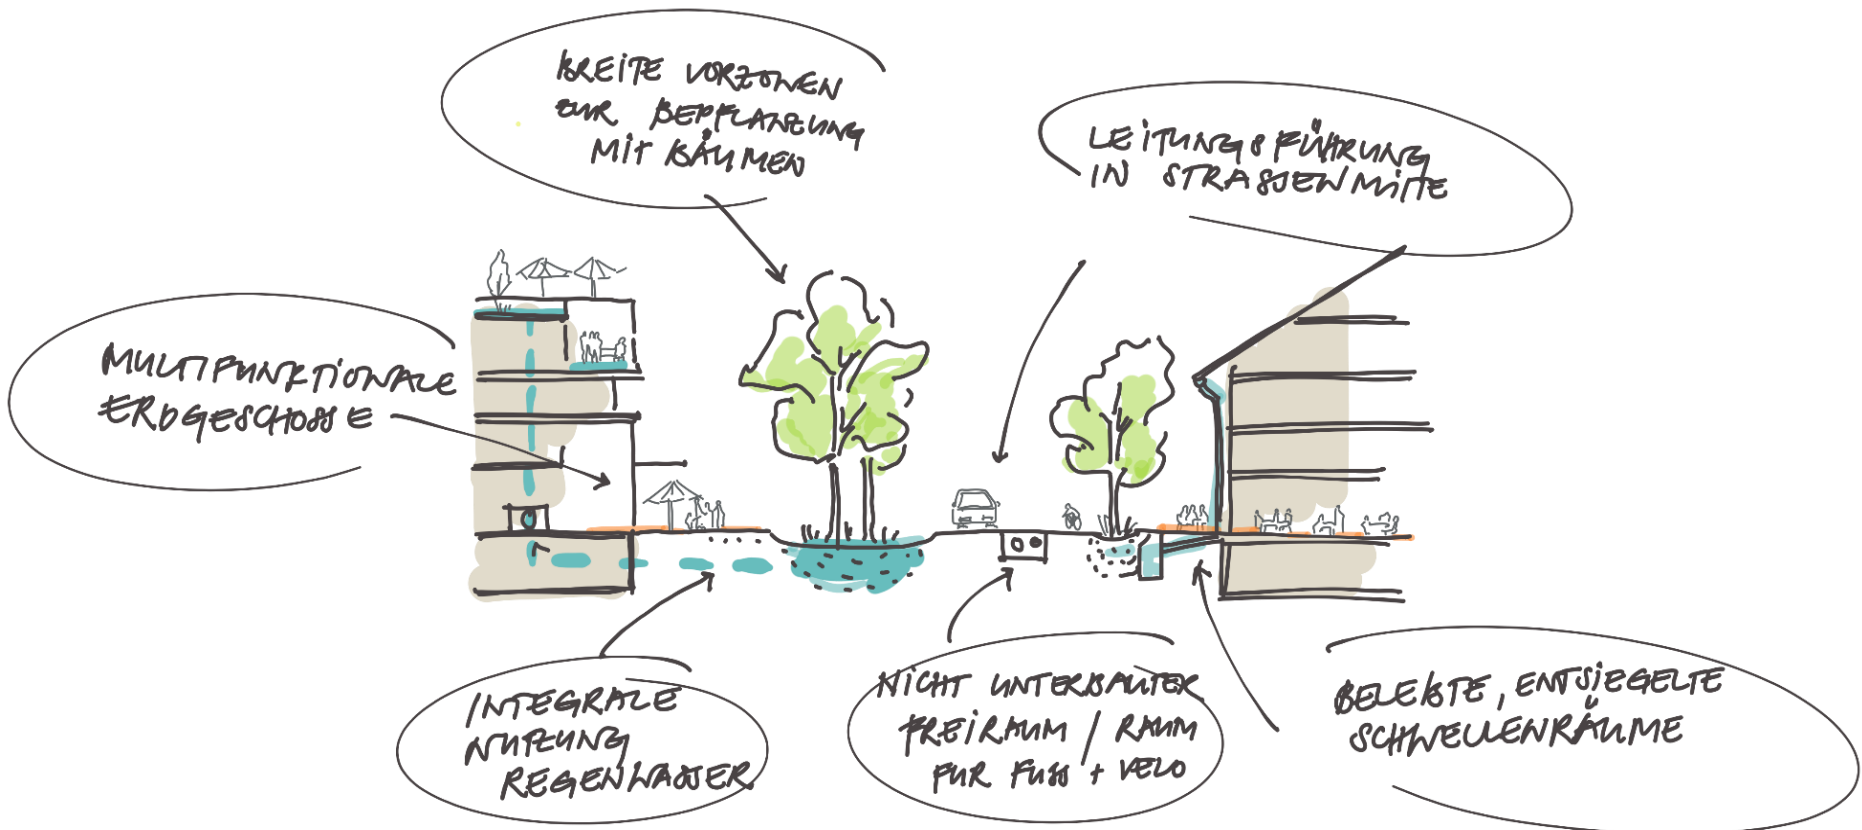 BREITE VORZONEN
ZUR BEPFLANZUNG
MIT BÄUMEN
LEITUNGSFÜHRUNG
IN STRASSENMITTE
MULTIFUNKTIONALE
ERDGESCHOSSE
INTEGRALE
NUTZUNG
REGENWASSER
NICHT UNTERBAUTER
FREIRAUM / RAUM
FUR FUSS + VELO
BELEBTE, ENTSIEGELTE
SCHWELLENRÄUME